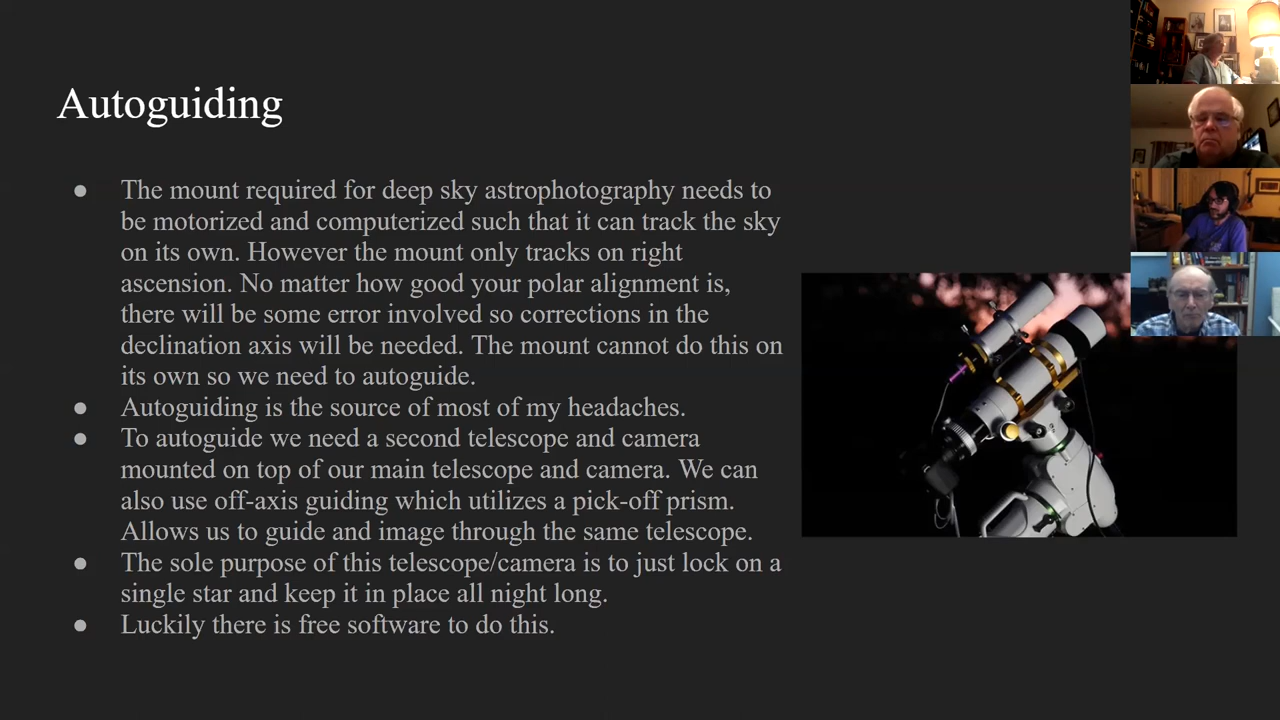 Autoguiding
● The mount required for deep sky astrophotography needs to
be motorized and computerized such that it can track the sky
on its own. However the mount only tracks on right
ascension. No matter how good your polar alignment is,
there will be some error involved so corrections in the
declination axis will be needed. The mount cannot do this on
its own so we need to autoguide.
● Autoguiding is the source of most of my headaches.
● To autoguide we need a second telescope and camera
mounted on top of our main telescope and camera. We can
also use off-axis guiding which utilizes a pick-off prism.
Allows us to guide and image through the same telescope.
● The sole purpose of this telescope/camera is to just lock on a
single star and keep it in place all night long.
● Luckily there is free software to do this.